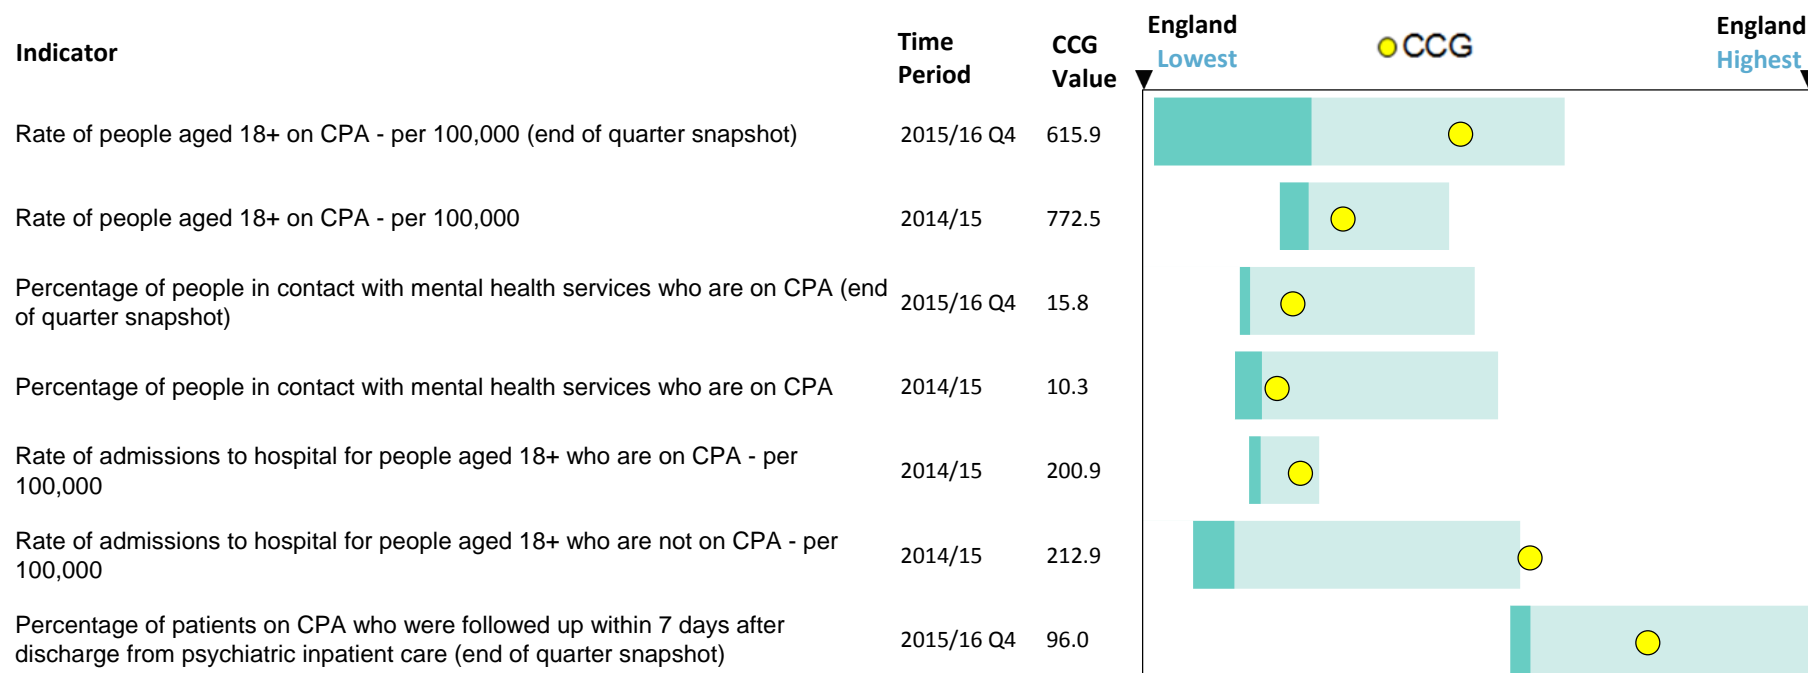 Indicator
Time Period
CCG Value
England Lowest
CCG
England Highest
Rate of people aged 18+ on CPA - per 100,000 (end of quarter snapshot) 2015/16 Q4 615.9
Rate of people aged 18+ on CPA - per 100,000 2014/15 772.5
Percentage of people in contact with mental health services who are on CPA (end
of quarter snapshot) 2015/16 Q4 15.8
Percentage of people in contact with mental health services who are on CPA 2014/15 10.3
Rate of admissions to hospital for people aged 18+ who are on CPA - per
100,000 2014/15 200.9
Rate of admissions to hospital for people aged 18+ who are not on CPA - per
100,000 2014/15 212.9
Percentage of patients on CPA who were followed up within 7 days after
discharge from psychiatric inpatient care (end of quarter snapshot) 2015/16 Q4 96.0